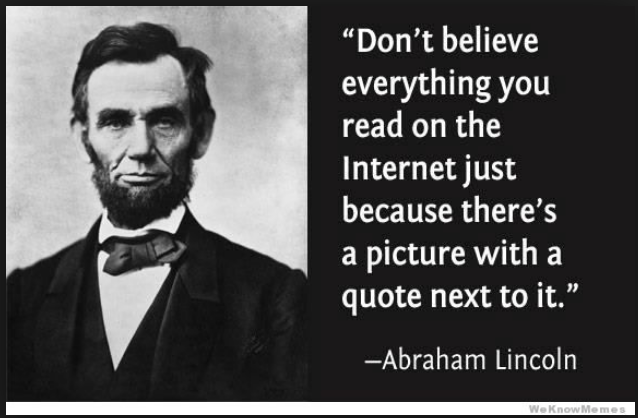 “Don’t believe
everything you
read on the
Internet just
because there’s
a picture with a
quote next to it.”
—Abraham Lincoln
WeKnowMemes